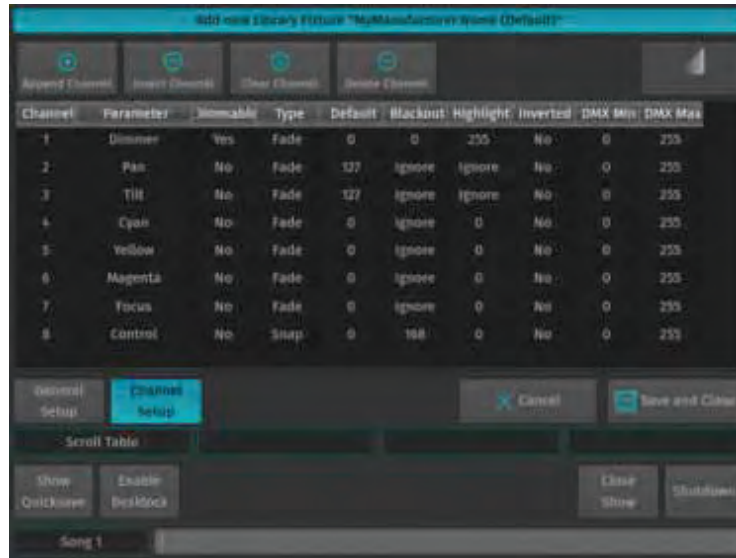 Add new Library Fixture "MyManufacturer Name (Default)"
Append Channel Insert Channel Clear Channel Delete Channel
Channel Parameter Dimmable Type Default Blackout Highlight Inverted DMX Min DMX Max
1 Dimmer Yes Fade 0 0 255 No 0 255
2 Pan No Fade 127 Ignore Ignore No 0 255
3 Tilt No Fade 127 Ignore Ignore No 0 255
4 Cyan No Fade 0 Ignore 0 No 0 255
5 Yellow No Fade 0 Ignore 0 No 0 255
6 Magenta No Fade 0 Ignore 0 No 0 255
7 Focus No Fade 0 Ignore 0 No 0 255
8 Control No Snap 0 168 0 No 0 255
General Channel Cancel Save and Close
Setup Setup
Scroll Table
Show Enable Close Shutdown
Quicksave Desklock Show
Song 1